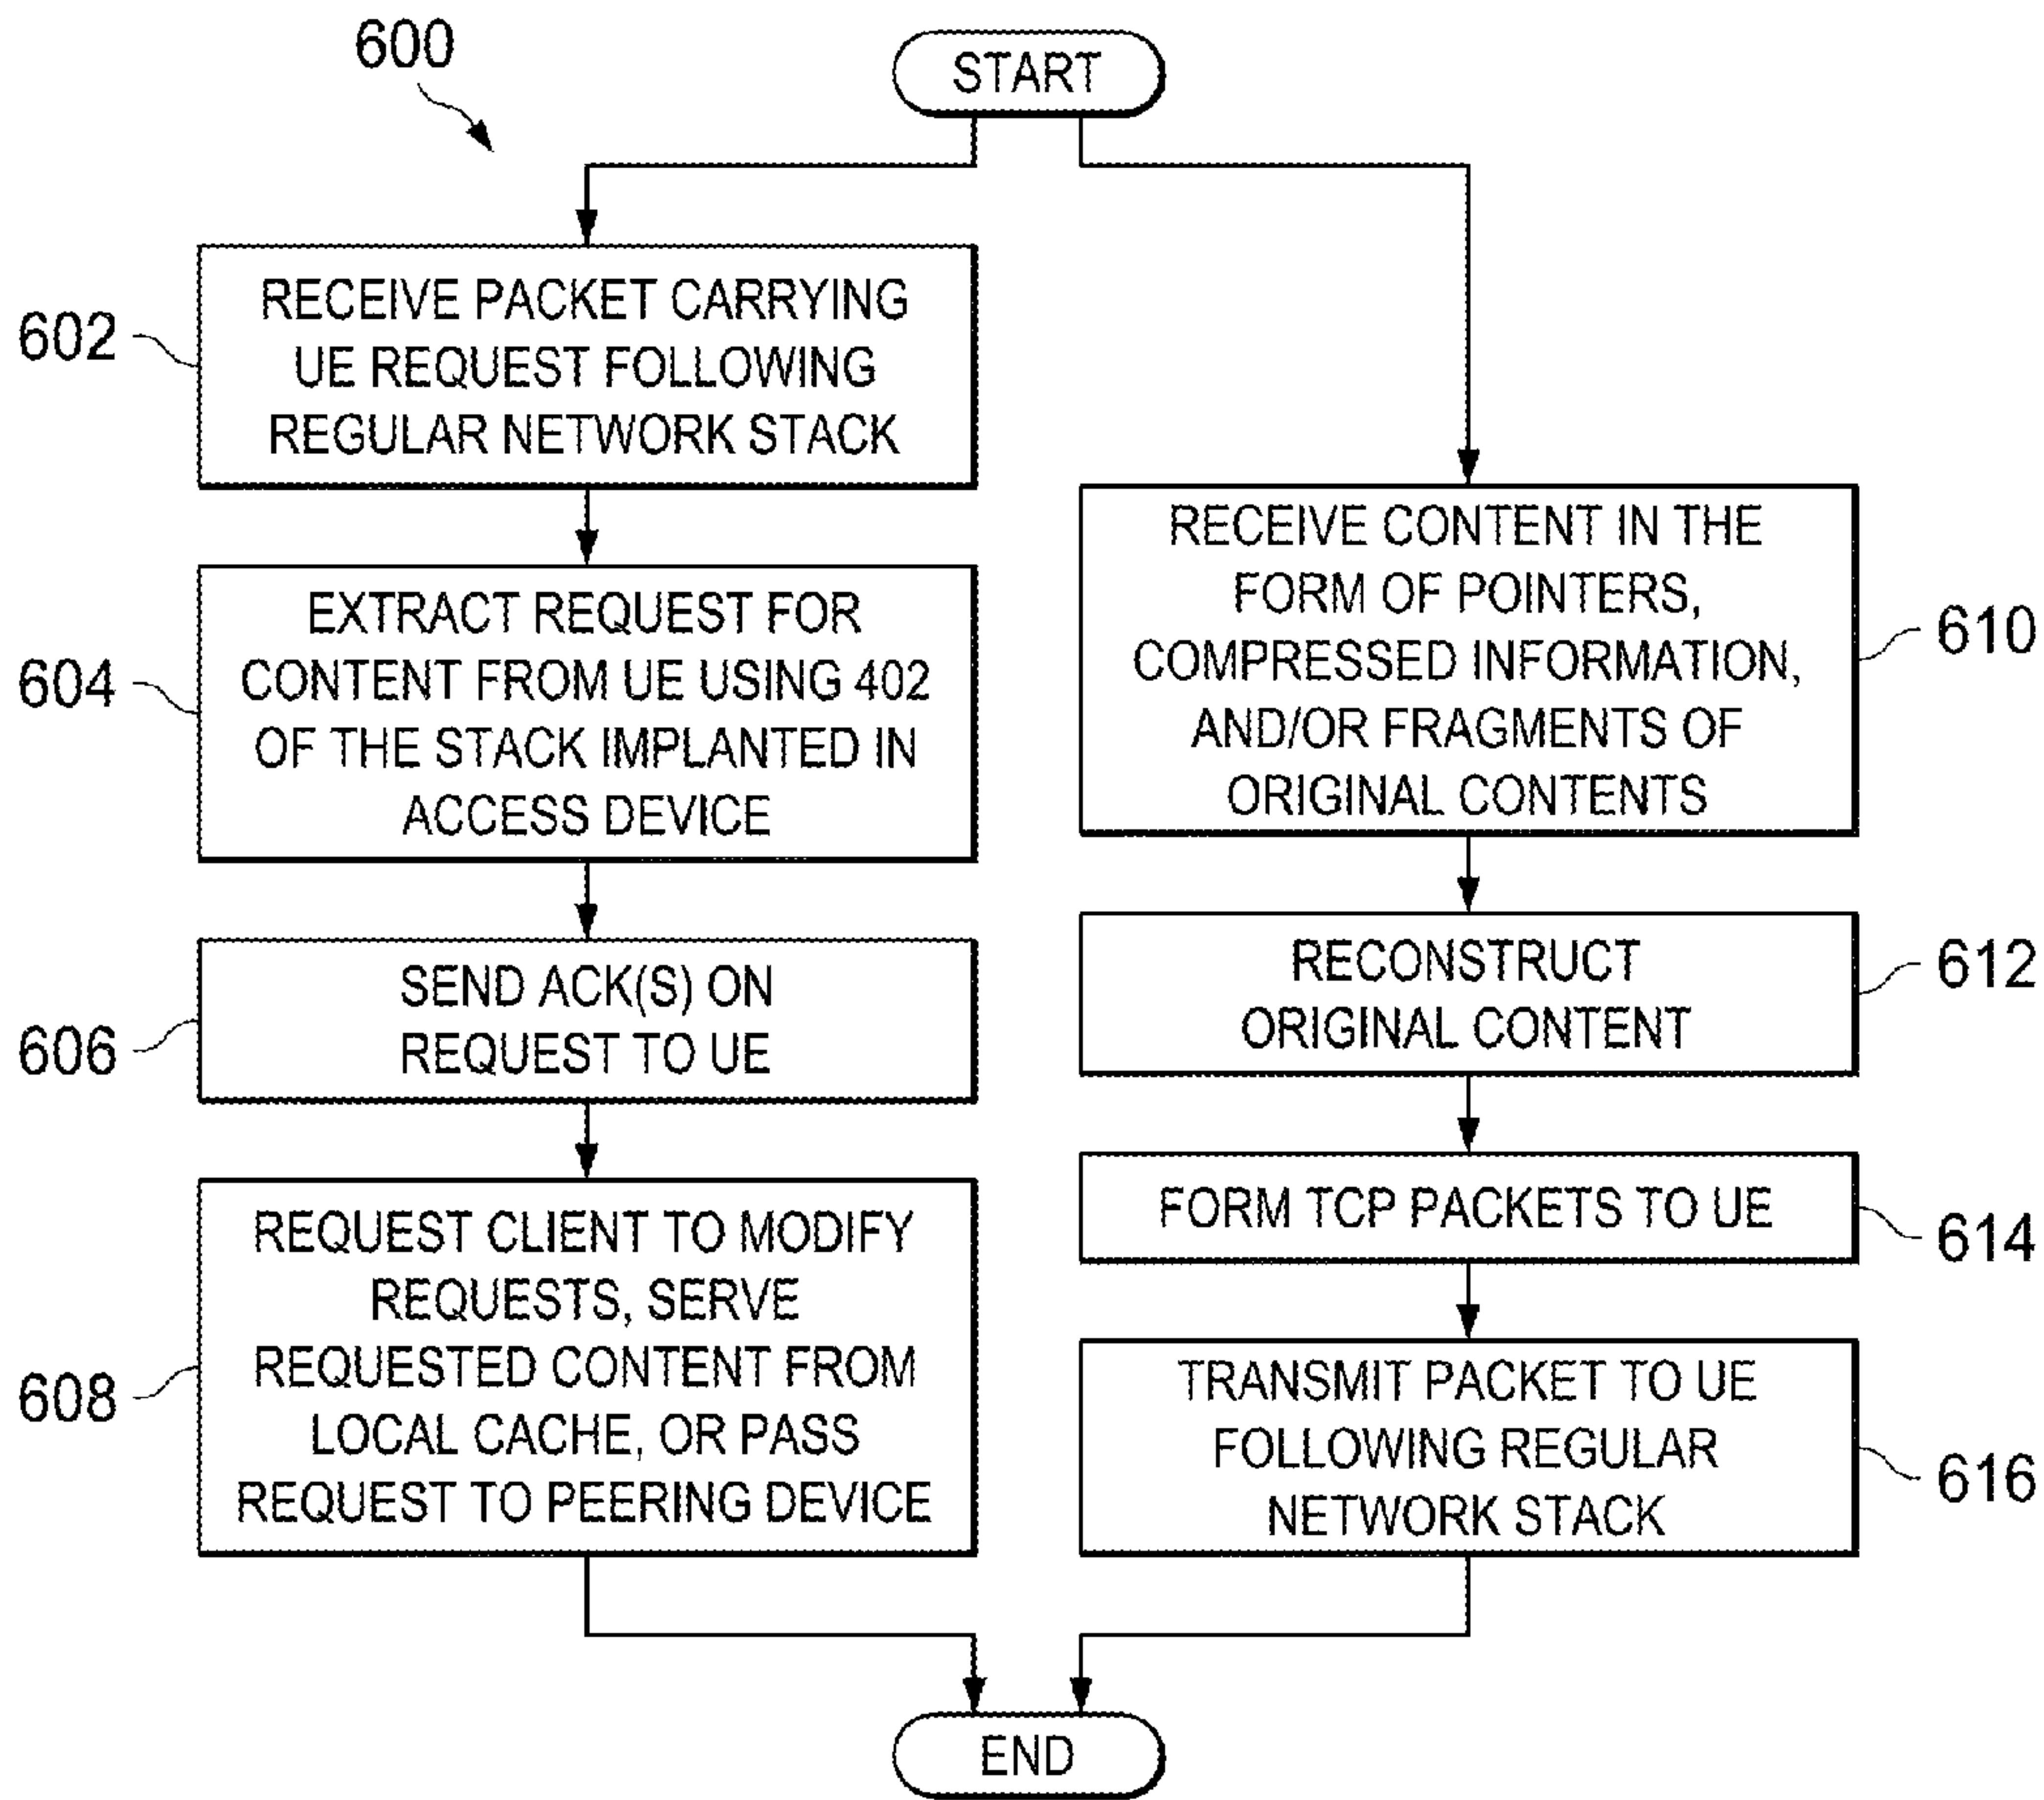 600
START
602
RECEIVE PACKET CARRYING
UE REQUEST FOLLOWING
REGULAR NETWORK STACK
604
EXTRACT REQUEST FOR
CONTENT FROM UE USING 402
OF THE STACK IMPLANTED IN
ACCESS DEVICE
606
SEND ACK(S) ON
REQUEST TO UE
608
REQUEST CLIENT TO MODIFY
REQUESTS, SERVE
REQUESTED CONTENT FROM
LOCAL CACHE, OR PASS
REQUEST TO PEERING DEVICE
RECEIVE CONTENT IN THE
FORM OF POINTERS,
COMPRESSED INFORMATION,
AND/OR FRAGMENTS OF
ORIGINAL CONTENTS
610
RECONSTRUCT
ORIGINAL CONTENT
612
FORM TCP PACKETS TO UE
614
TRANSMIT PACKET TO UE
FOLLOWING REGULAR
NETWORK STACK
616
END